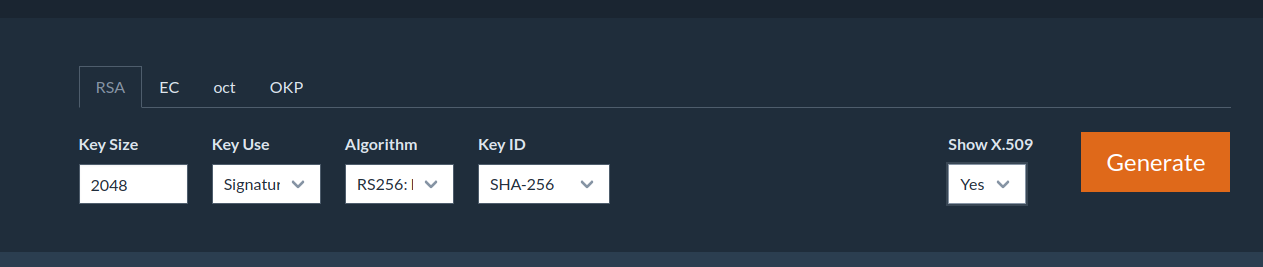 RSA EC oct OKP
Key Size Key Use Algorithm Key ID Show X.509
2048 Signatur RS256: SHA-256 Yes Generate